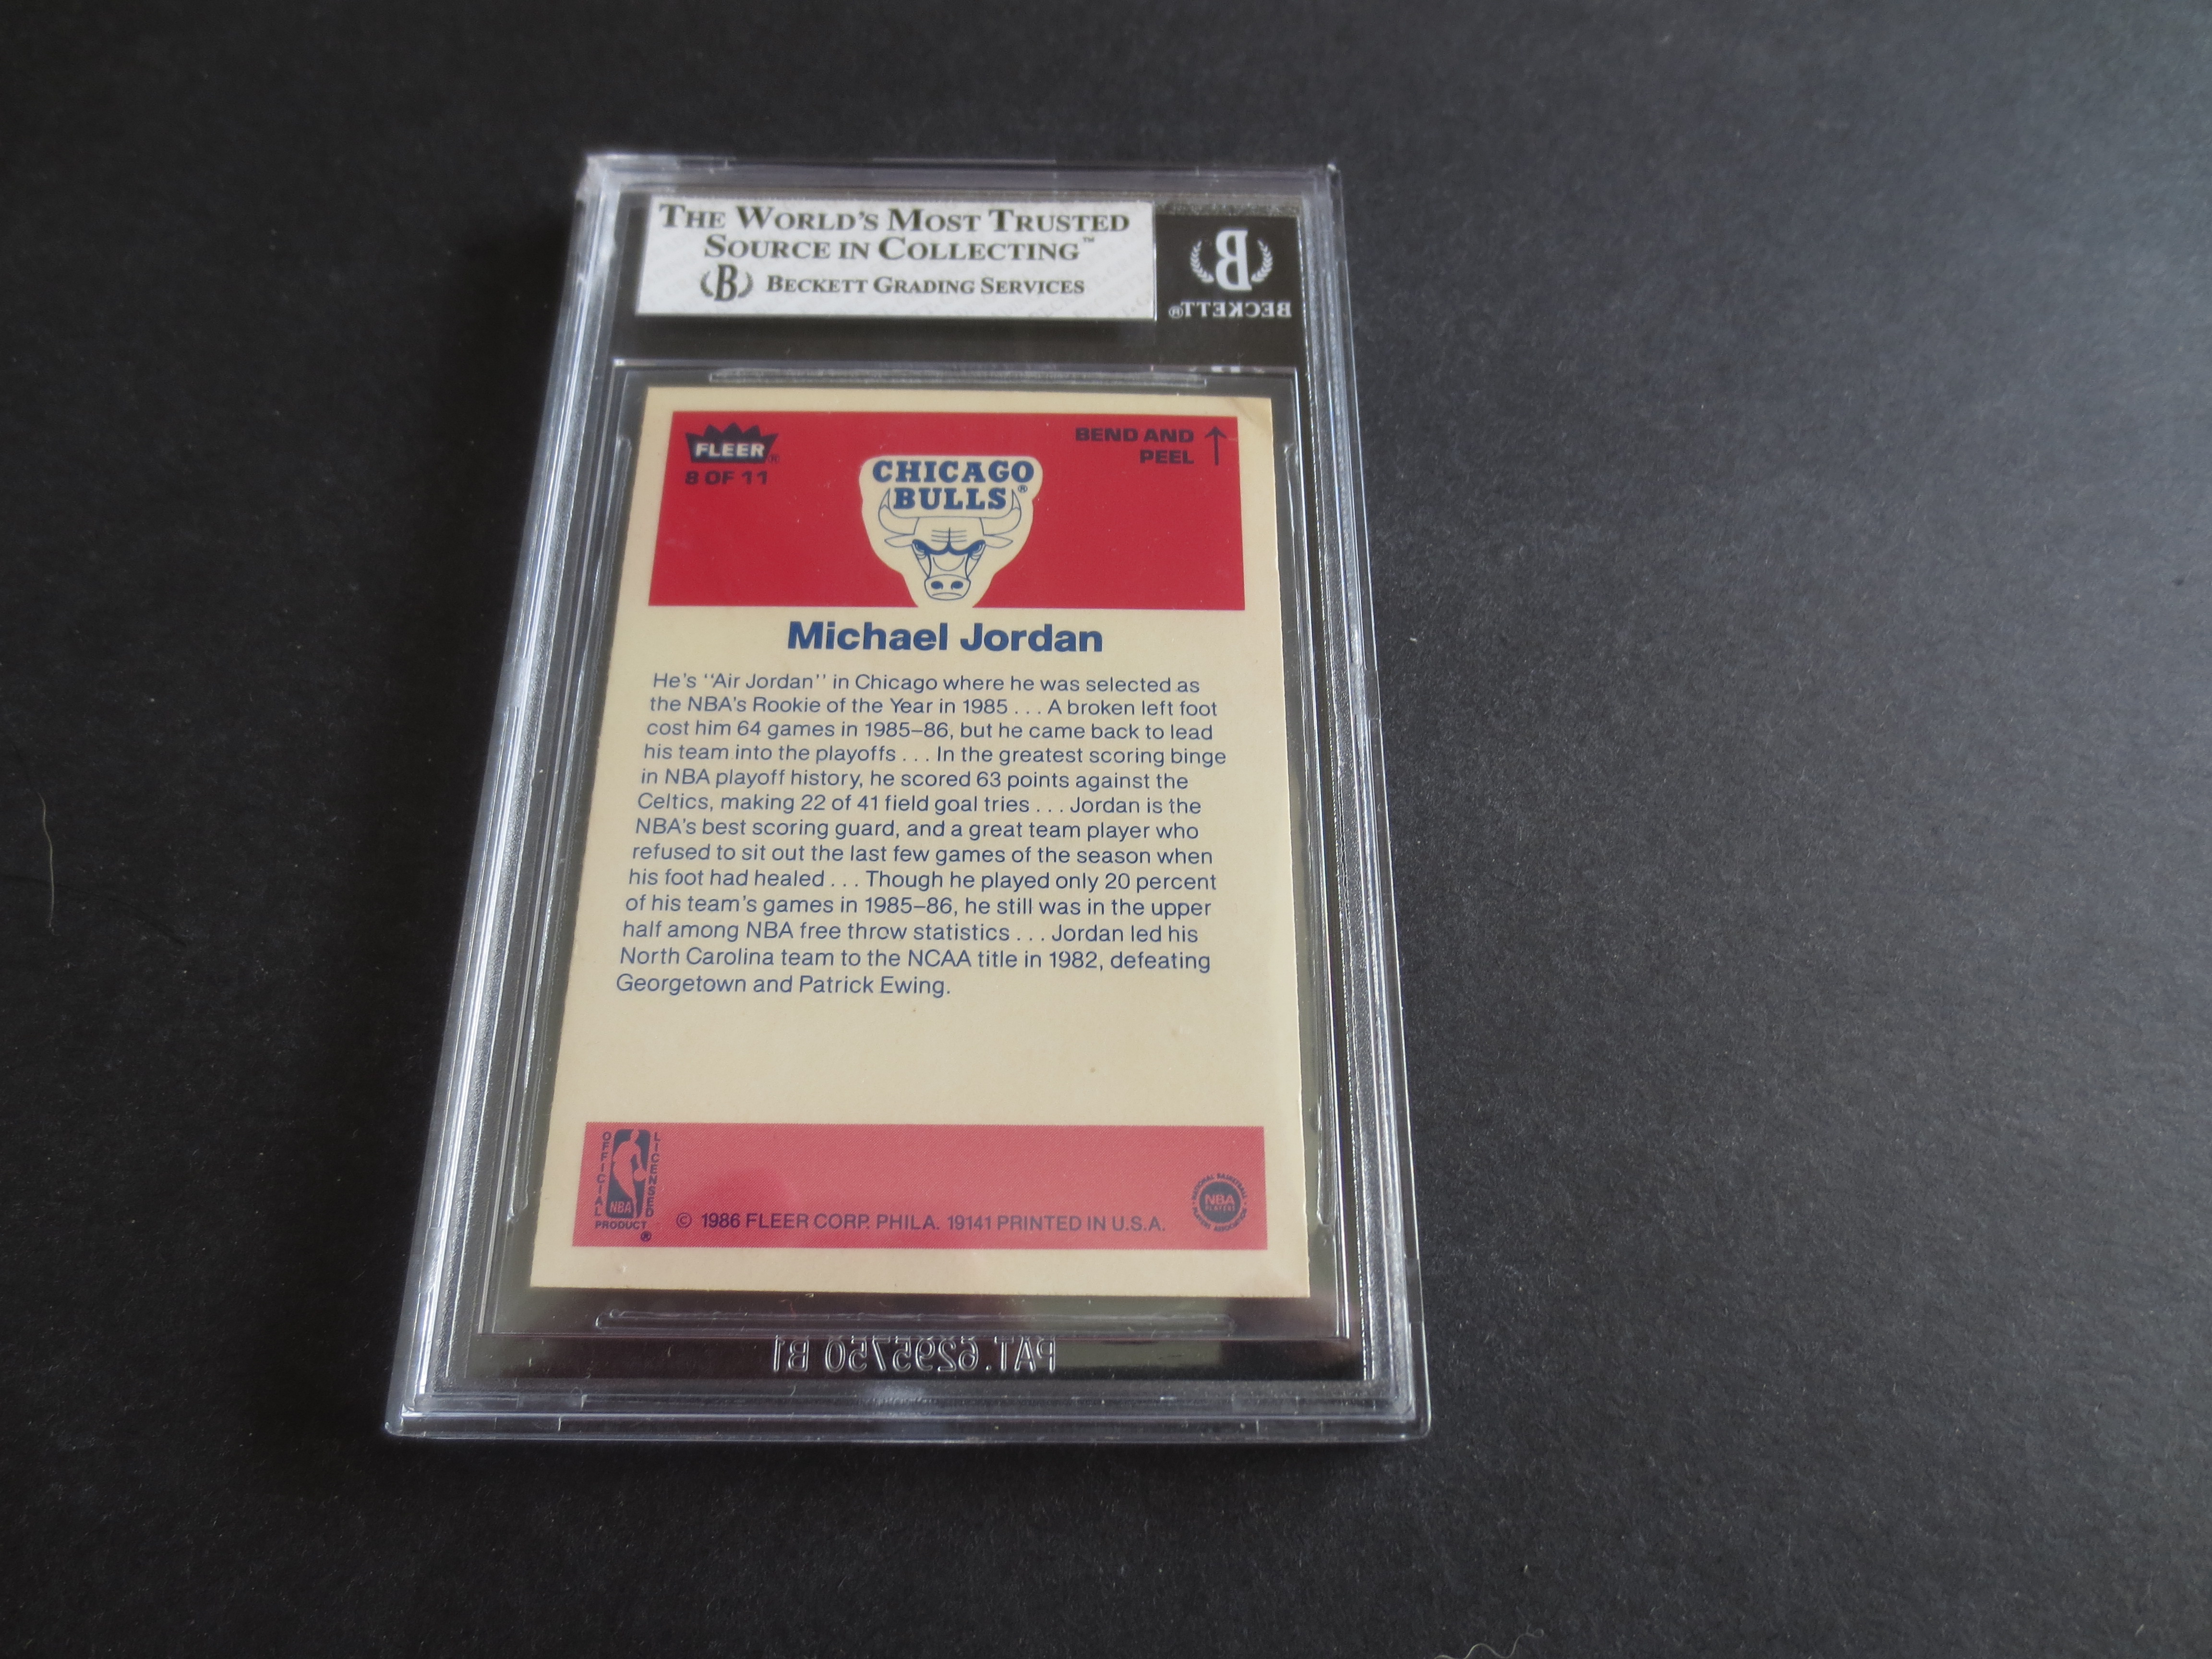 THE WORLD'S MOST TRUSTED
SOURCE IN COLLECTING™
B BECKETT GRADING SERVICES
B
BECKETT®
FLEER®
8 OF 11
BEND AND
PEEL ↑
CHICAGO
BULLS®
Michael Jordan
He's "Air Jordan" in Chicago where he was selected as
the NBA's Rookie of the Year in 1985 . . . A broken left foot
cost him 64 games in 1985–86, but he came back to lead
his team into the playoffs . . . In the greatest scoring binge
in NBA playoff history, he scored 63 points against the
Celtics, making 22 of 41 field goal tries . . . Jordan is the
NBA's best scoring guard, and a great team player who
refused to sit out the last few games of the season when
his foot had healed . . . Though he played only 20 percent
of his team's games in 1985–86, he still was in the upper
half among NBA free throw statistics . . . Jordan led his
North Carolina team to the NCAA title in 1982, defeating
Georgetown and Patrick Ewing.
OFFICIAL
LICENSED
NBA
PRODUCT®
© 1986 FLEER CORP. PHILA. 19141 PRINTED IN U.S.A.
NATIONAL BASKETBALL
NBA
PLAYERS
PLAYERS ASSOCIATION
PAT.6295750 B1